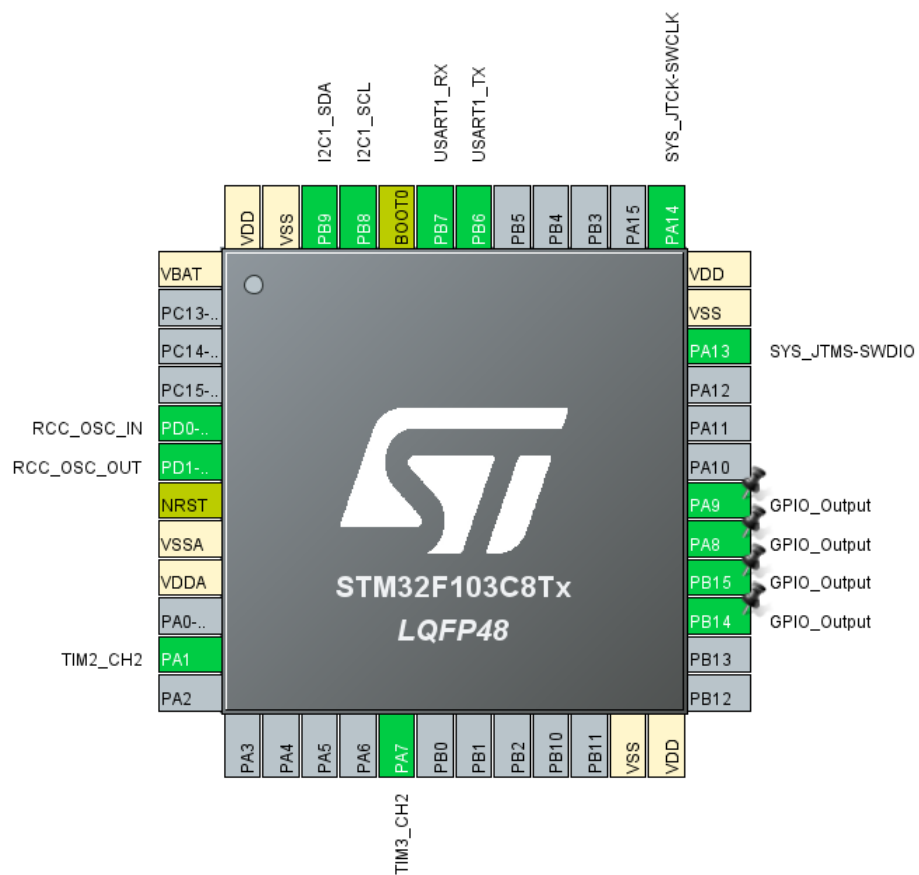 I2C1_SDA
I2C1_SCL
USART1_RX
USART1_TX
SYS_JTCK-SWCLK
VDD
VSS
PB9
PB8
BOOT0
PB7
PB6
PB5
PB4
PB3
PA15
PA14
VBAT
PC13-..
PC14-..
PC15-..
RCC_OSC_IN PD0-..
RCC_OSC_OUT PD1-..
NRST
VSSA
VDDA
PA0-..
TIM2_CH2 PA1
PA2
ST
STM32F103C8Tx
LQFP48
VDD
VSS
PA13 SYS_JTMS-SWDIO
PA12
PA11
PA10
PA9 GPIO_Output
PA8 GPIO_Output
PB15 GPIO_Output
PB14 GPIO_Output
PB13
PB12
PA3
PA4
PA5
PA6
PA7
PB0
PB1
PB2
PB10
PB11
VSS
VDD
TIM3_CH2